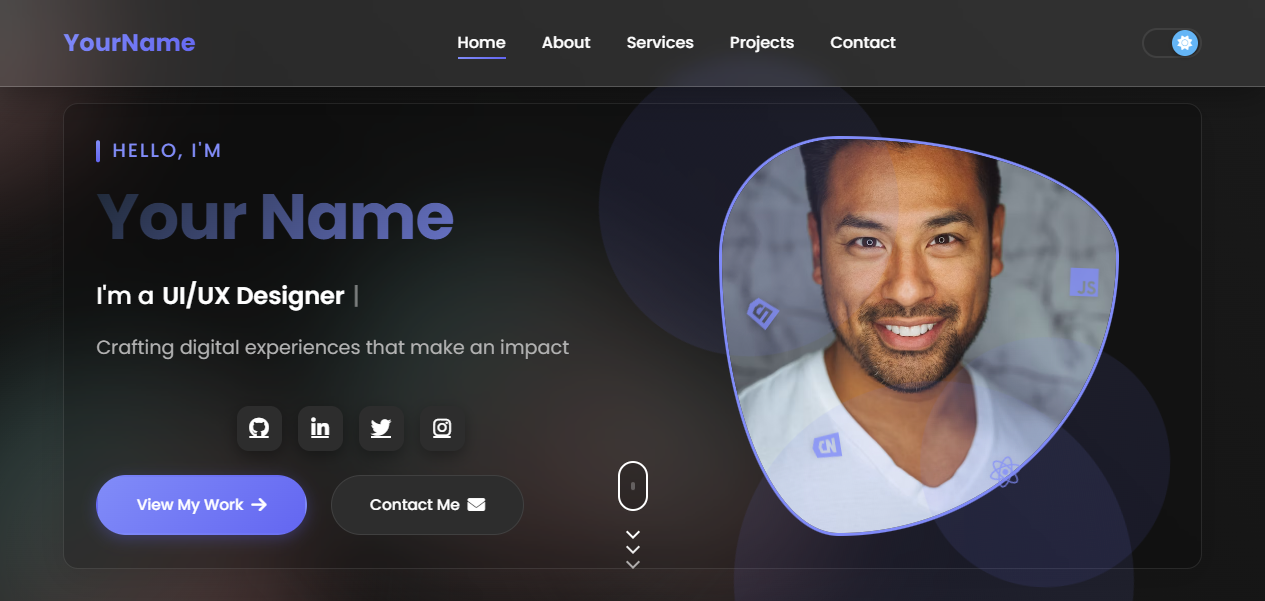 YourName
Home About Services Projects Contact
HELLO, I'M
Your Name
I'm a UI/UX Designer |
Crafting digital experiences that make an impact
JS
View My Work
Contact Me